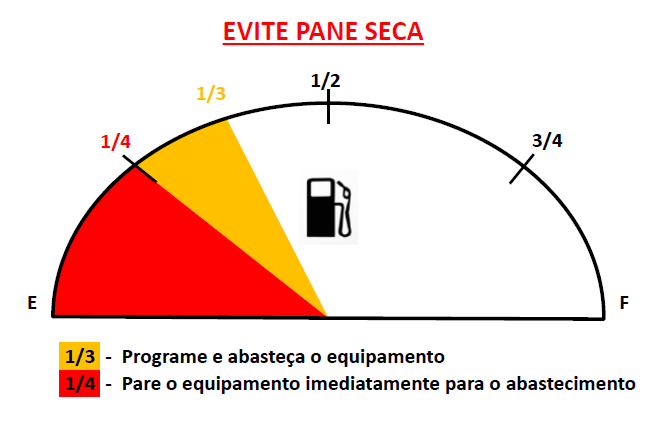 EVITE PANE SECA
1/2
1/3
1/4
3/4
E
F
1/3 - Programe e abasteça o equipamento
1/4 - Pare o equipamento imediatamente para o abastecimento